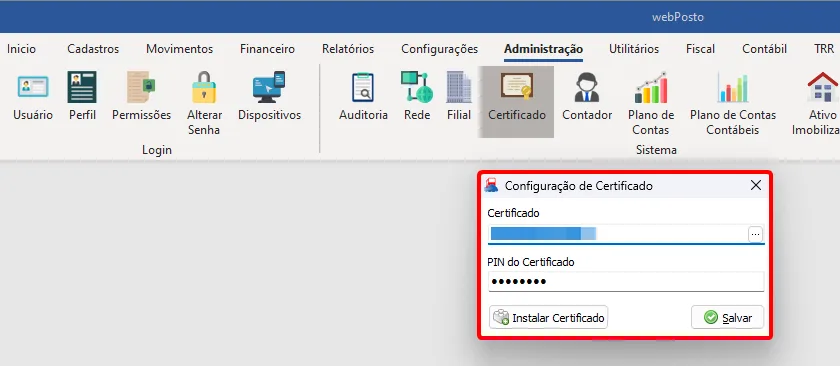 webPosto
Inicio Cadastros Movimentos Financeiro Relatórios Configurações Administração Utilitários Fiscal Contábil TRR
Usuário Perfil Permissões Alterar Senha Dispositivos Auditoria Rede Filial Certificado Contador Plano de Contas Plano de Contas Contábeis Ativo Imobiliza
Login Sistema
Configuração de Certificado
Certificado
...
PIN do Certificado
●●●●●●●●
Instalar Certificado Salvar